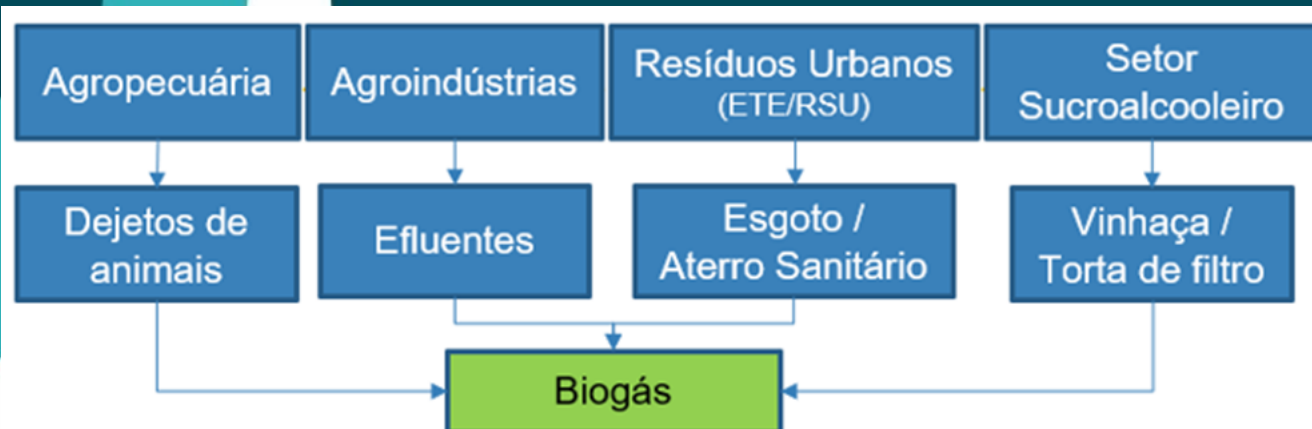 Agropecuária
Agroindústrias
Resíduos Urbanos
(ETE/RSU)
Setor
Sucroalcooleiro
Dejetos de
animais
Efluentes
Esgoto /
Aterro Sanitário
Vinhaça /
Torta de filtro
Biogás